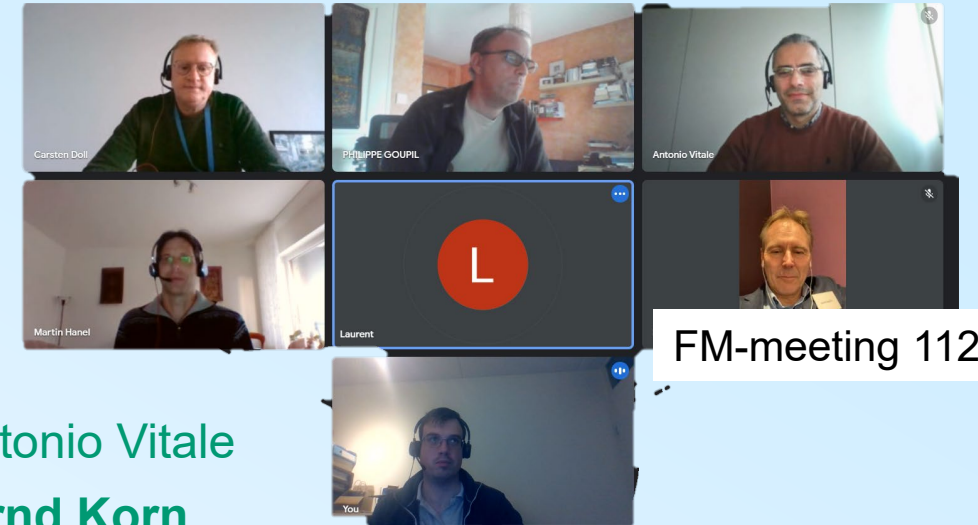 Carsten Doll
PHILIPPE GOUPIL
Antonio Vitale
Martin Hanel
L
Laurent
FM-meeting 112
You
tonio Vitale
rnd Korn